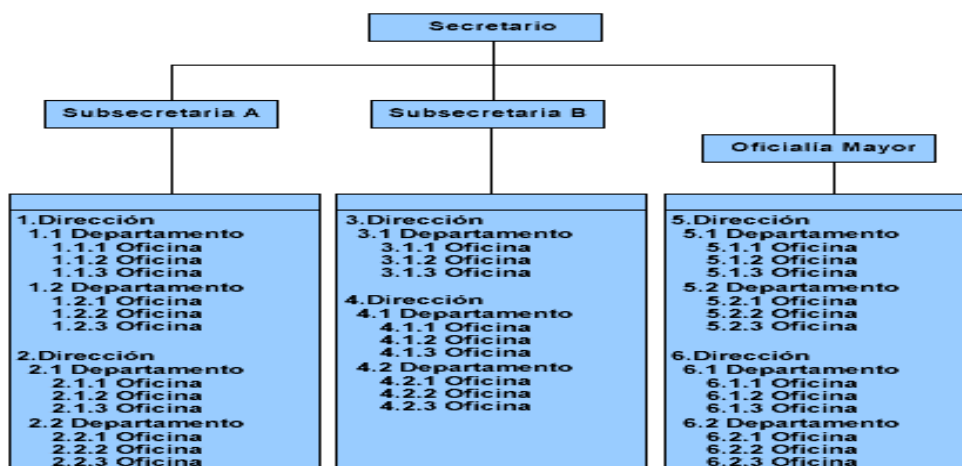 Secretario
Subsecretaria A
Subsecretaria B
Oficialía Mayor
1.Dirección
1.1 Departamento
1.1.1 Oficina
1.1.2 Oficina
1.1.3 Oficina
1.2 Departamento
1.2.1 Oficina
1.2.2 Oficina
1.2.3 Oficina
2.Dirección
2.1 Departamento
2.1.1 Oficina
2.1.2 Oficina
2.1.3 Oficina
2.2 Departamento
2.2.1 Oficina
2.2.2 Oficina
2.2.3 Oficina
3.Dirección
3.1 Departamento
3.1.1 Oficina
3.1.2 Oficina
3.1.3 Oficina
4.Dirección
4.1 Departamento
4.1.1 Oficina
4.1.2 Oficina
4.1.3 Oficina
4.2 Departamento
4.2.1 Oficina
4.2.2 Oficina
4.2.3 Oficina
5.Dirección
5.1 Departamento
5.1.1 Oficina
5.1.2 Oficina
5.1.3 Oficina
5.2 Departamento
5.2.1 Oficina
5.2.2 Oficina
5.2.3 Oficina
6.Dirección
6.1 Departamento
6.1.1 Oficina
6.1.2 Oficina
6.1.3 Oficina
6.2 Departamento
6.2.1 Oficina
6.2.2 Oficina
6.2.3 Oficina